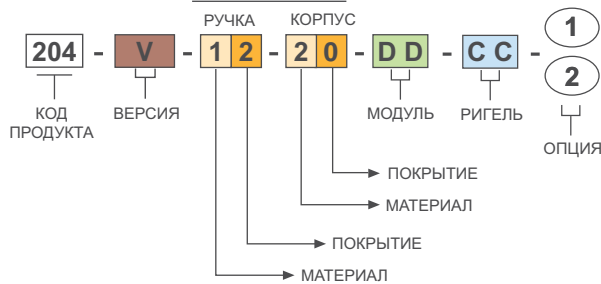 РУЧКА КОРПУС
204 - V - 1 2 - 2 0 - D D - C C - 1
2
КОД ПРОДУКТА
ВЕРСИЯ
МОДУЛЬ
РИГЕЛЬ
ОПЦИЯ
ПОКРЫТИЕ
МАТЕРИАЛ
ПОКРЫТИЕ
МАТЕРИАЛ